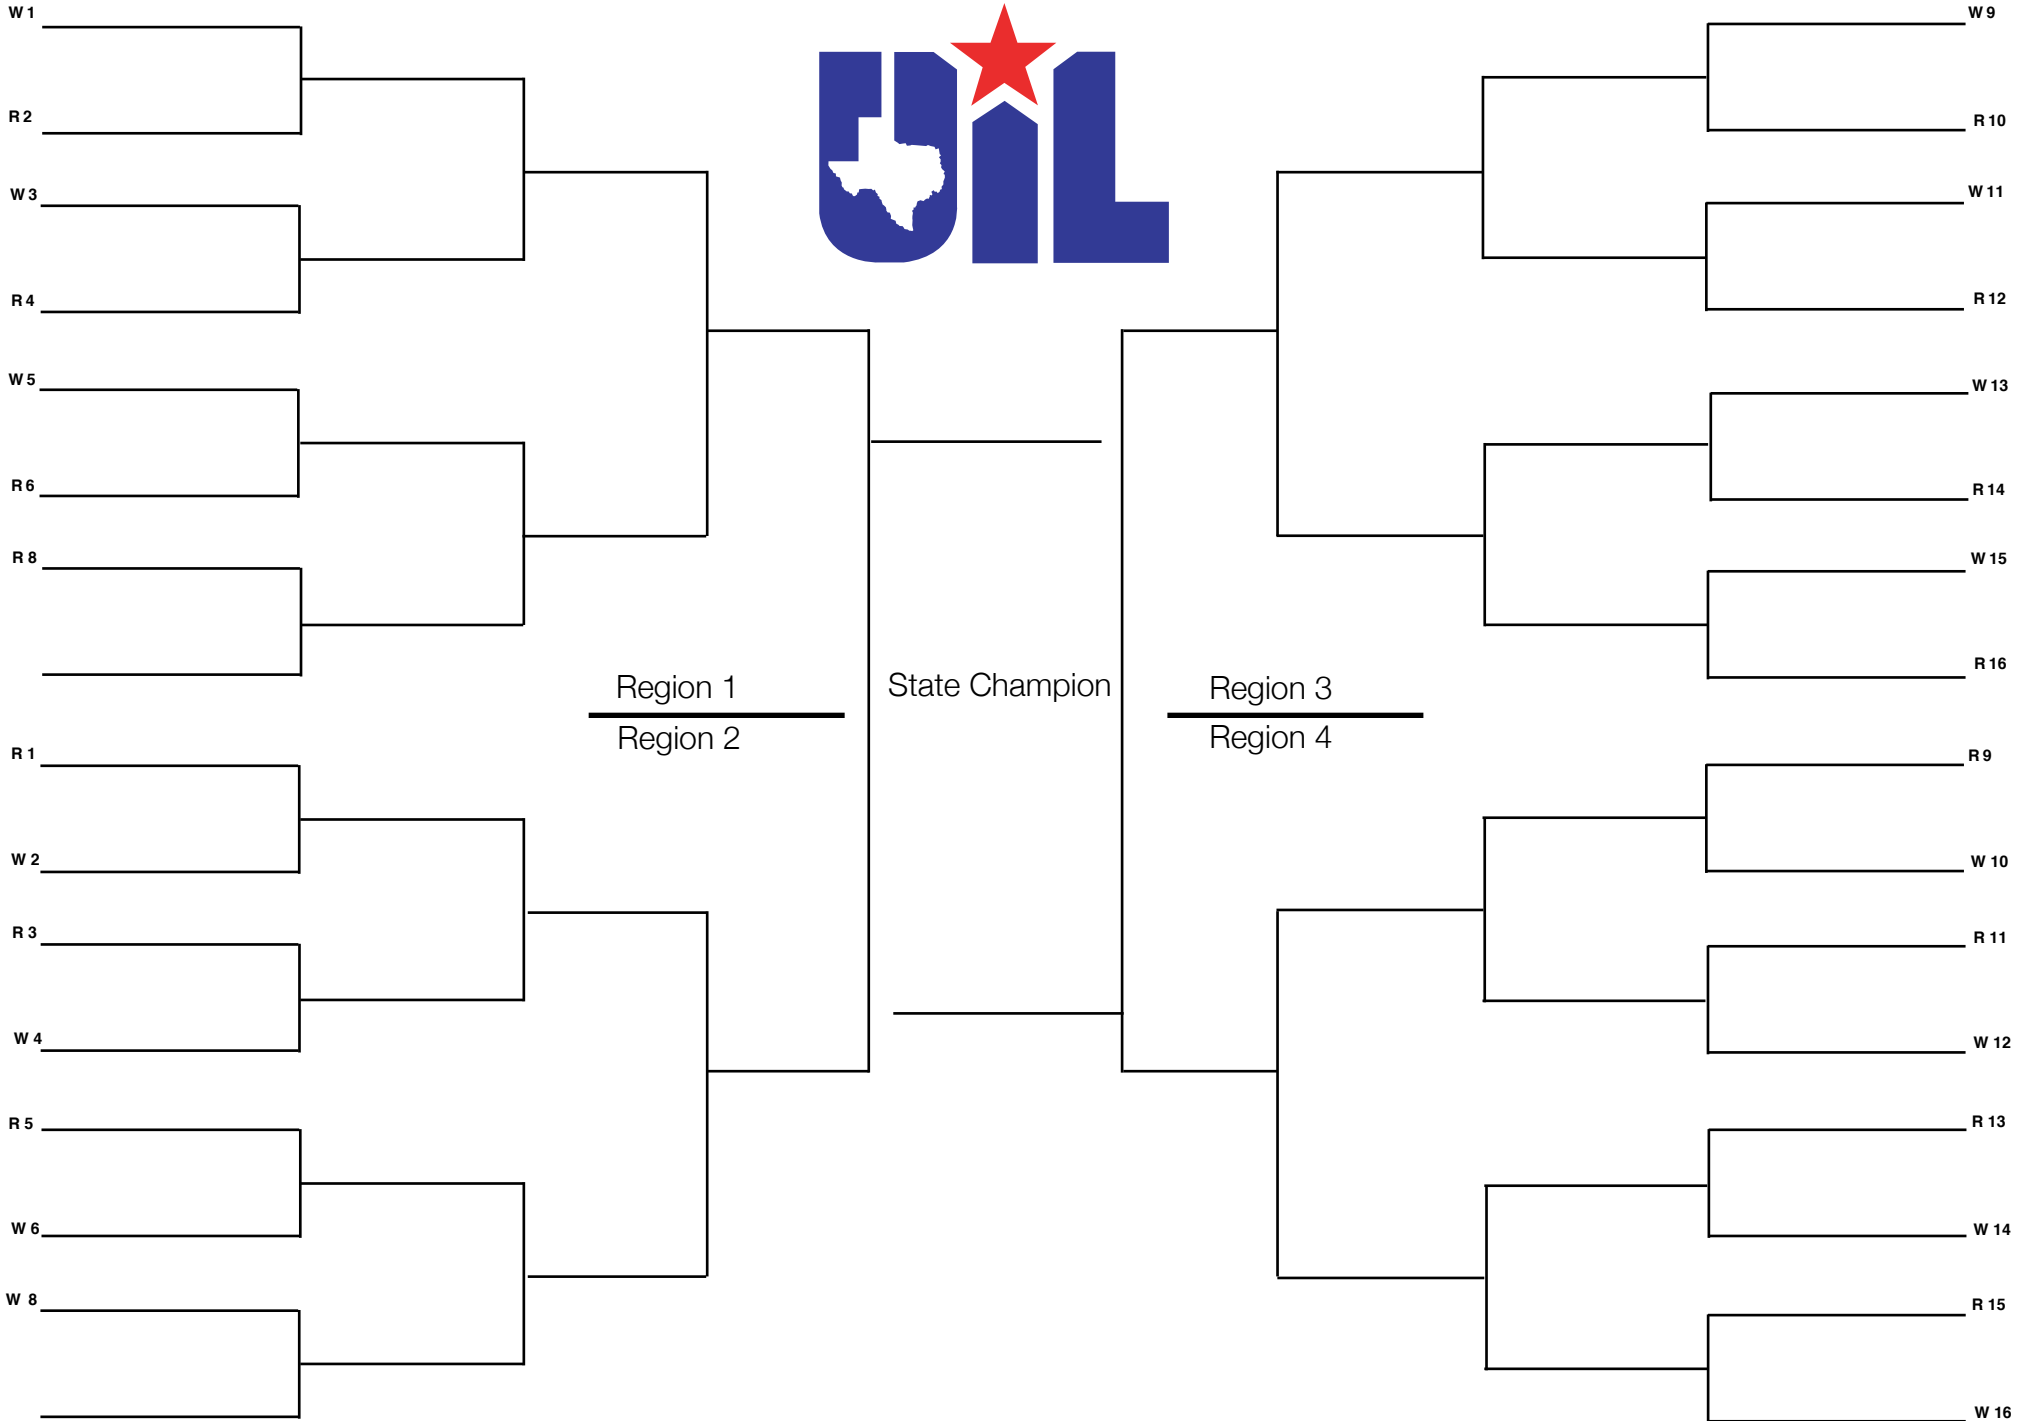 W 1
R 2
W 3
R 4
W 5
R 6
R 8
Region 1
Region 2
R 1
W 2
R 3
W 4
R 5
W 6
W 8
UIL
State Champion
W 9
R 10
W 11
R 12
W 13
R 14
W 15
R 16
Region 3
Region 4
R 9
W 10
R 11
W 12
R 13
W 14
R 15
W 16